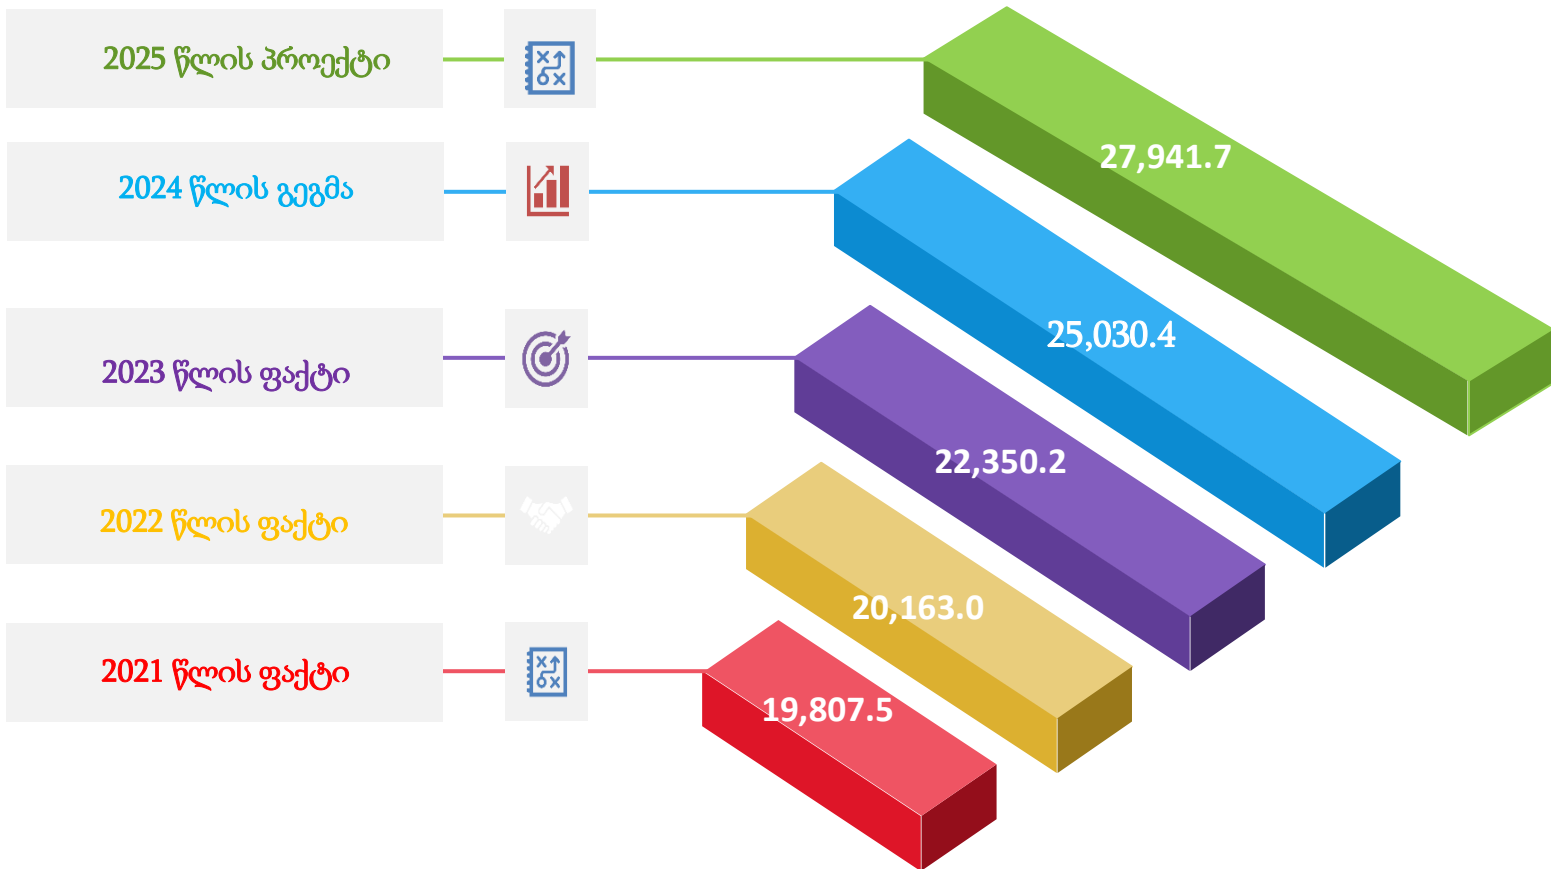 2025 წლის პროექტი
27,941.7
2024 წლის გეგმა
25,030.4
2023 წლის ფაქტი
22,350.2
2022 წლის ფაქტი
20,163.0
2021 წლის ფაქტი
19,807.5